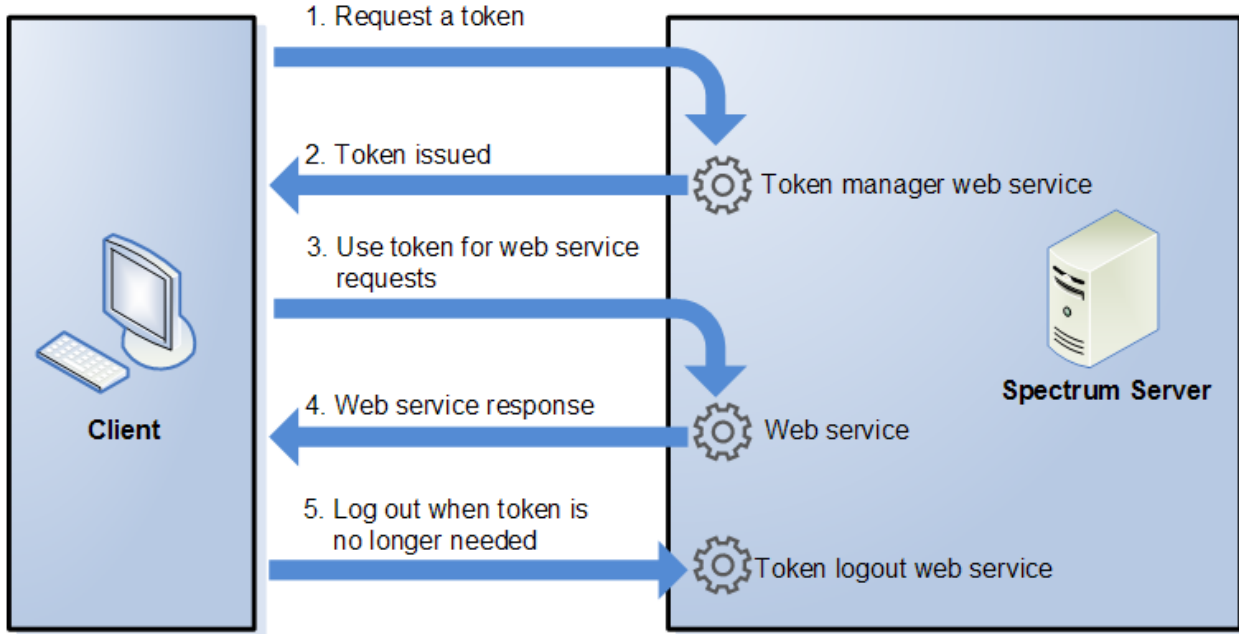 1. Request a token
2. Token issued
Token manager web service
3. Use token for web service
requests
Spectrum Server
Client
4. Web service response
Web service
5. Log out when token is
no longer needed
Token logout web service